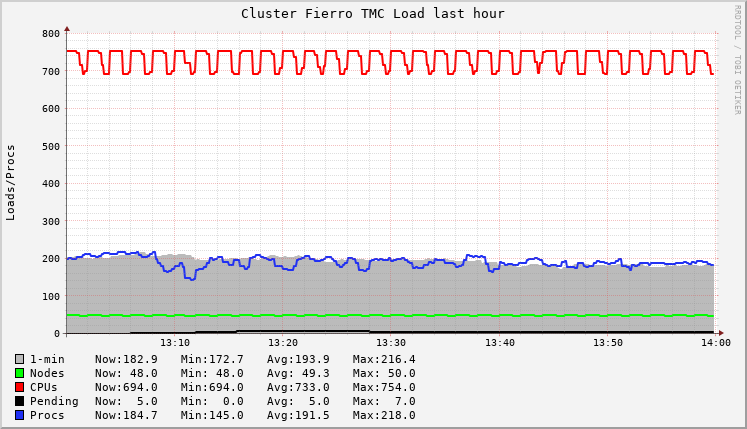 Cluster Fierro TMC Load last hour
RRDTOOL / TOBI OETIKER
Loads/Procs
800
700
600
500
400
300
200
100
0
13:10 13:20 13:30 13:40 13:50 14:00
1-min Now:182.9 Min:172.7 Avg:193.9 Max:216.4
Nodes Now: 48.0 Min: 48.0 Avg: 49.3 Max: 50.0
CPUs Now:694.0 Min:694.0 Avg:733.0 Max:754.0
Pending Now: 5.0 Min: 0.0 Avg: 5.0 Max: 7.0
Procs Now:184.7 Min:145.0 Avg:191.5 Max:218.0